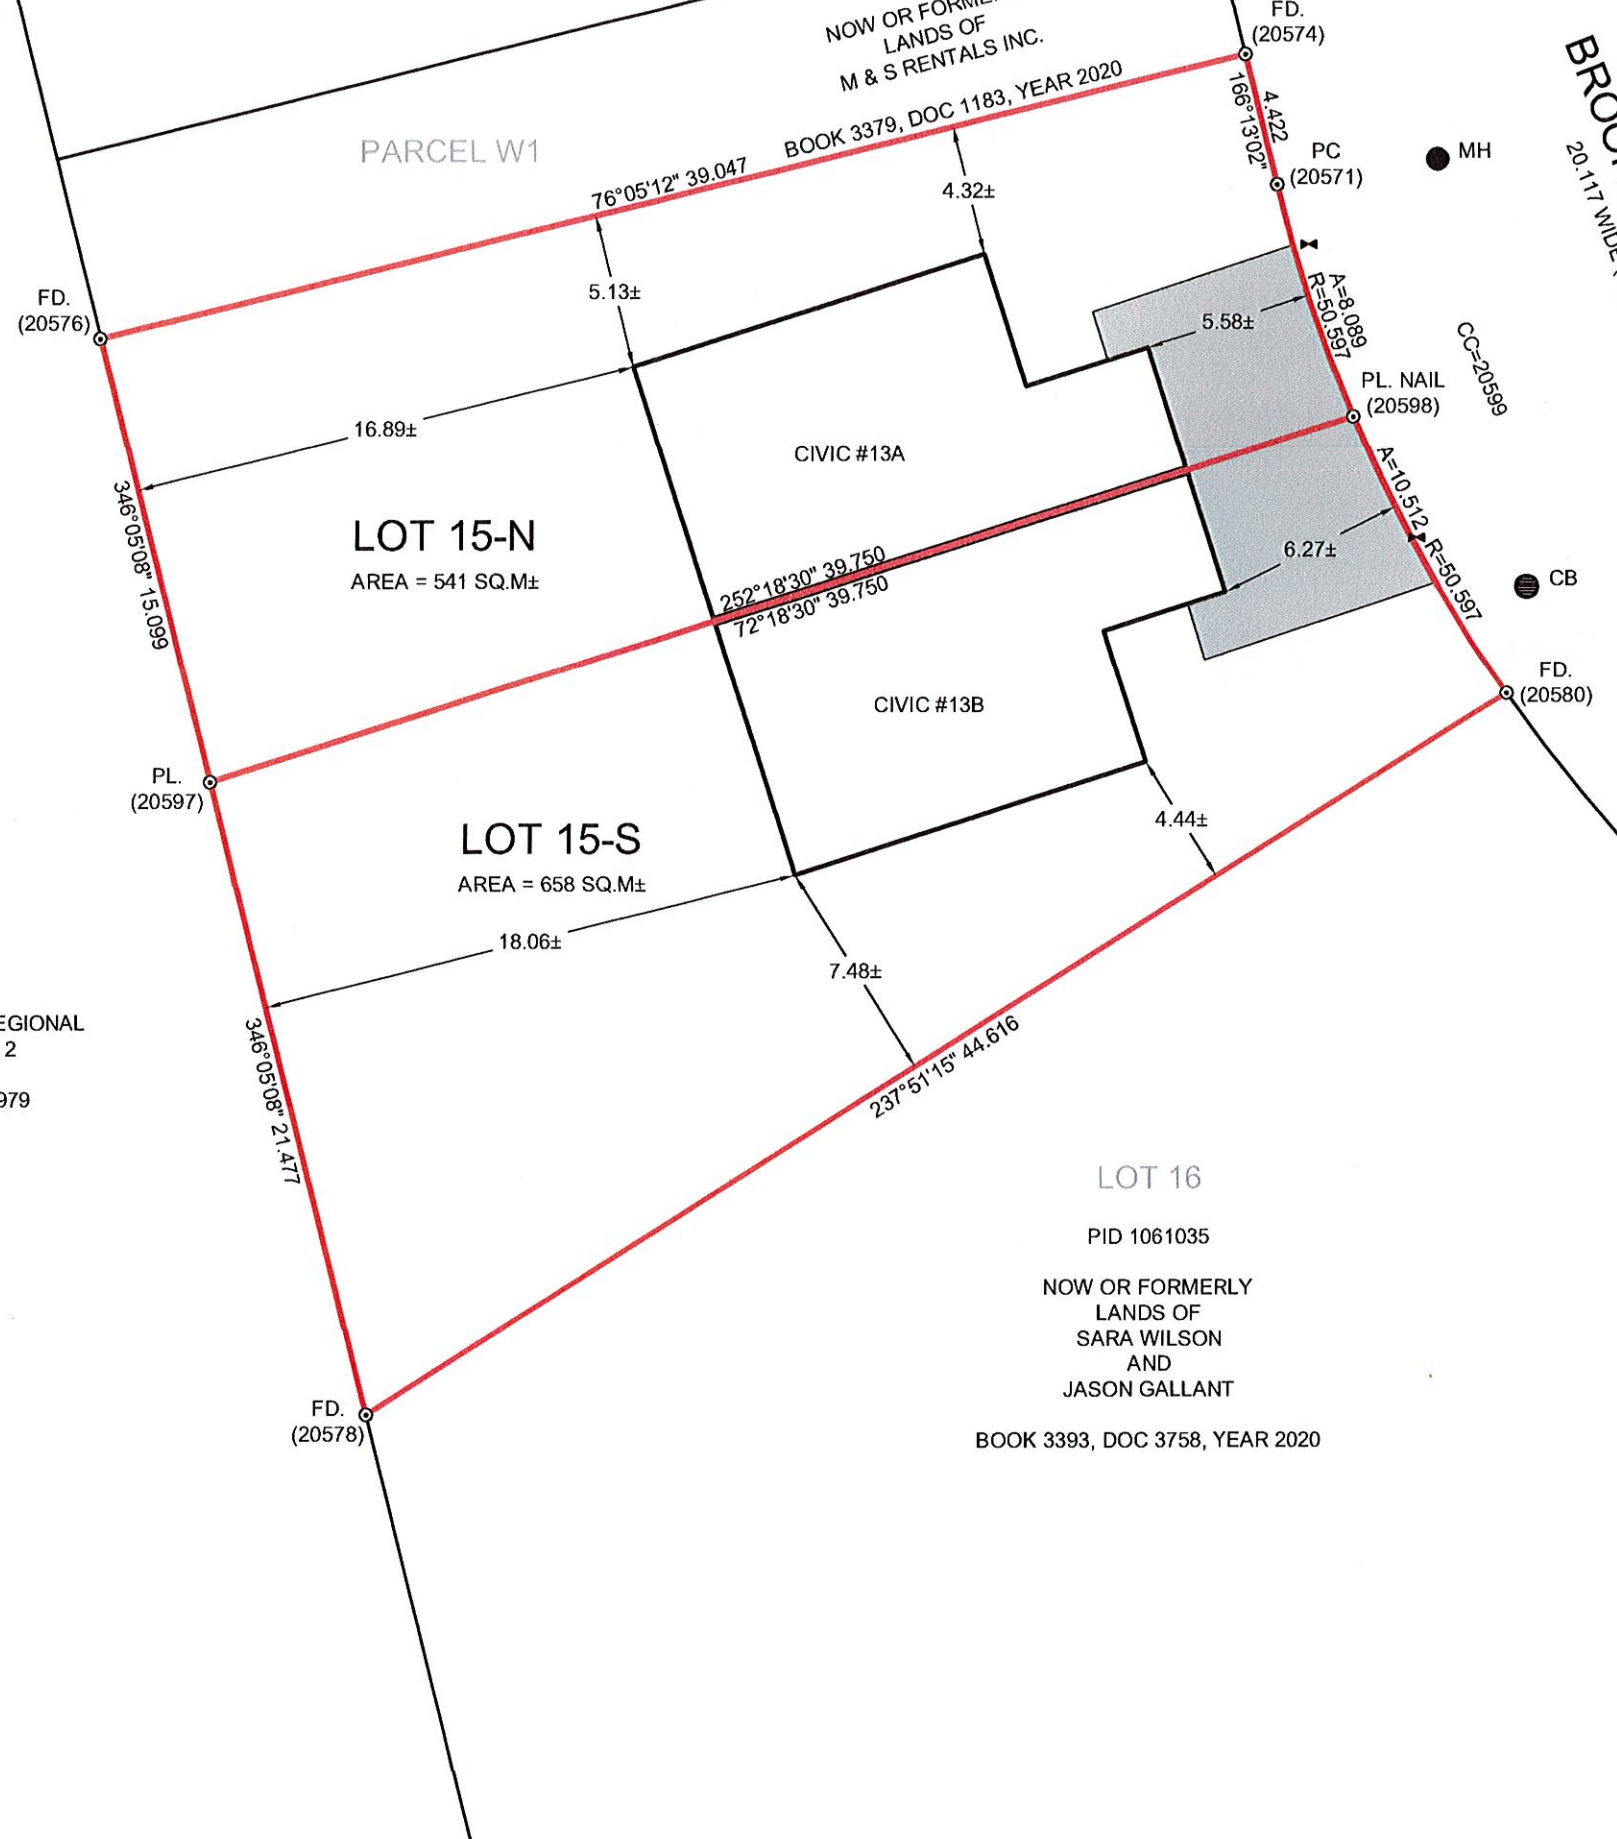 NOW OR FORME
LANDS OF
M & S RENTALS INC.
BOOK 3379, DOC 1183, YEAR 2020
FD.
(20574)
BROO
20.117 WIDE
PARCEL W1
76°05'12" 39.047
4.422
166°13'02"
PC
(20571)
MH
4.32±
5.13±
FD.
(20576)
5.58±
A=8.089
R=50.597
CC=20599
PL. NAIL
(20598)
16.89±
CIVIC #13A
346°05'08" 15.099
LOT 15-N
AREA = 541 SQ.M±
A=10.512
R=50.597
6.27±
CB
252°18'30" 39.750
72°18'30" 39.750
FD.
(20580)
CIVIC #13B
PL.
(20597)
LOT 15-S
AREA = 658 SQ.M±
4.44±
18.06±
7.48±
EGIONAL
2
979
346°05'08" 21.477
237°51'15" 44.616
LOT 16
PID 1061035
NOW OR FORMERLY
LANDS OF
SARA WILSON
AND
JASON GALLANT
BOOK 3393, DOC 3758, YEAR 2020
FD.
(20578)